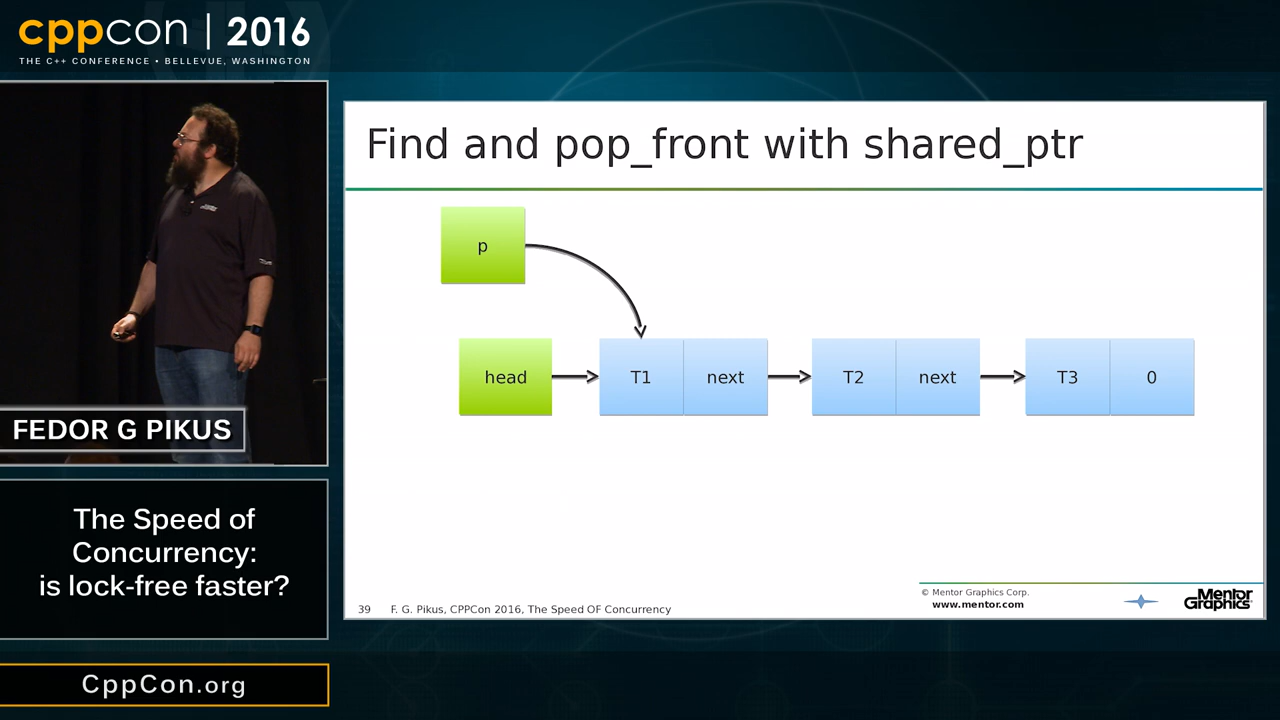 cppcon | 2016
THE C++ CONFERENCE • BELLEVUE, WASHINGTON
FEDOR G PIKUS
The Speed of
Concurrency:
is lock-free faster?
CppCon.org
Find and pop_front with shared_ptr
p
head
T1
next
T2
next
T3
0
39
F. G. Pikus, CPPCon 2016, The Speed OF Concurrency
© Mentor Graphics Corp.
www.mentor.com
Mentor
Graphics